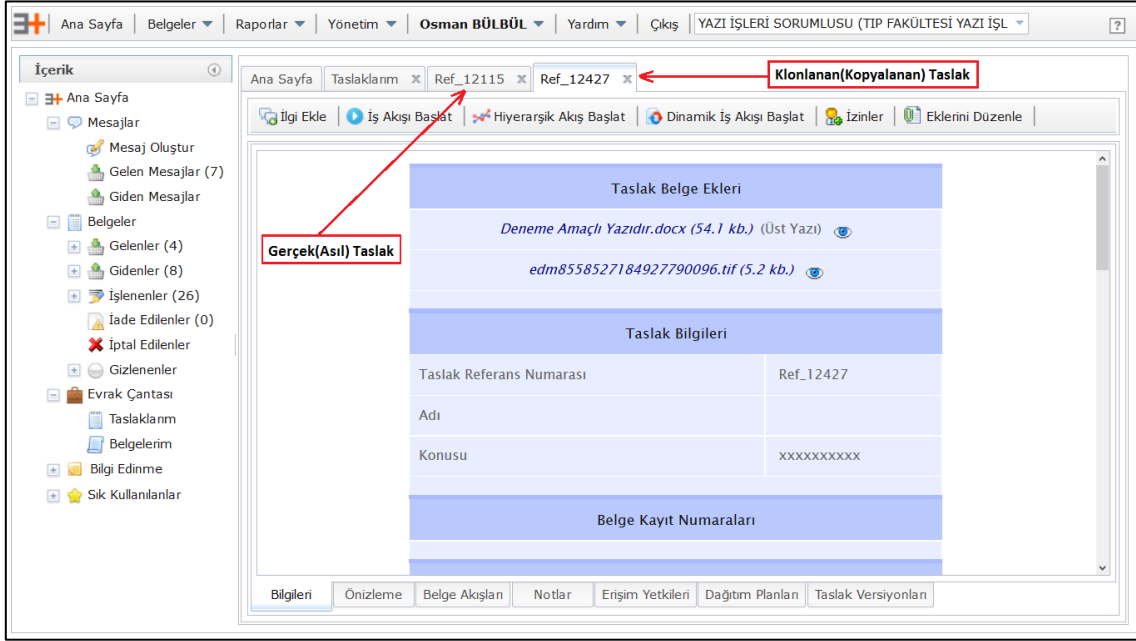 Ana Sayfa Belgeler Raporlar Yönetim Osman BÜLBÜL Yardım Çıkış YAZI İŞLERİ SORUMLUSU (TIP FAKÜLTESİ YAZI İŞL
İçerik
Ana Sayfa
Mesajlar
Mesaj Oluştur
Gelen Mesajlar (7)
Giden Mesajlar
Belgeler
Gelenler (4)
Gidenler (8)
İşlenenler (26)
İade Edilenler (0)
İptal Edilenler
Gizlenenler
Evrak Çantası
Taslaklarım
Belgelerim
Bilgi Edinme
Sık Kullanılanlar
Ana Sayfa Taslaklarım Ref_12115 Ref_12427
Klonlanan(Kopyalanan) Taslak
İlgi Ekle İş Akışı Başlat Hiyerarşik Akış Başlat Dinamik İş Akışı Başlat İzinler Eklerini Düzenle
Gerçek(Asıl) Taslak
Taslak Belge Ekleri
Deneme Amaçlı Yazıdır.docx (54.1 kb.) (Üst Yazı)
edm8558527184927790096.tif (5.2 kb.)
Taslak Bilgileri
Taslak Referans Numarası Ref_12427
Adı
Konusu xxxxxxxxxx
Belge Kayıt Numaraları
Bilgileri Önizleme Belge Akışları Notlar Erişim Yetkileri Dağıtım Planları Taslak Versiyonları